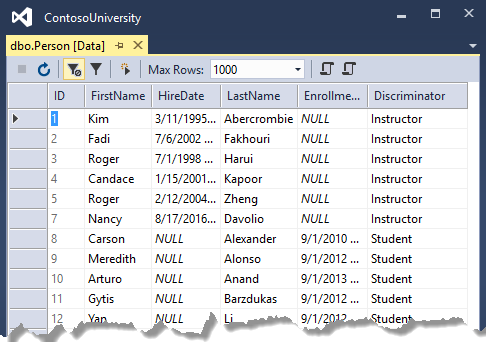 ContosoUniversity
dbo.Person [Data]
Max Rows: 1000
ID FirstName HireDate LastName Enrollme... Discriminator
1 Kim 3/11/1995... Abercrombie NULL Instructor
2 Fadi 7/6/2002 ... Fakhouri NULL Instructor
3 Roger 7/1/1998 ... Harui NULL Instructor
4 Candace 1/15/2001... Kapoor NULL Instructor
5 Roger 2/12/2004... Zheng NULL Instructor
7 Nancy 8/17/2016... Davolio NULL Instructor
8 Carson NULL Alexander 9/1/2010 ... Student
9 Meredith NULL Alonso 9/1/2012 ... Student
10 Arturo NULL Anand 9/1/2013 ... Student
11 Gytis NULL Barzdukas 9/1/2012 ... Student
12 Yan NULL Li 9/1/2012 Student